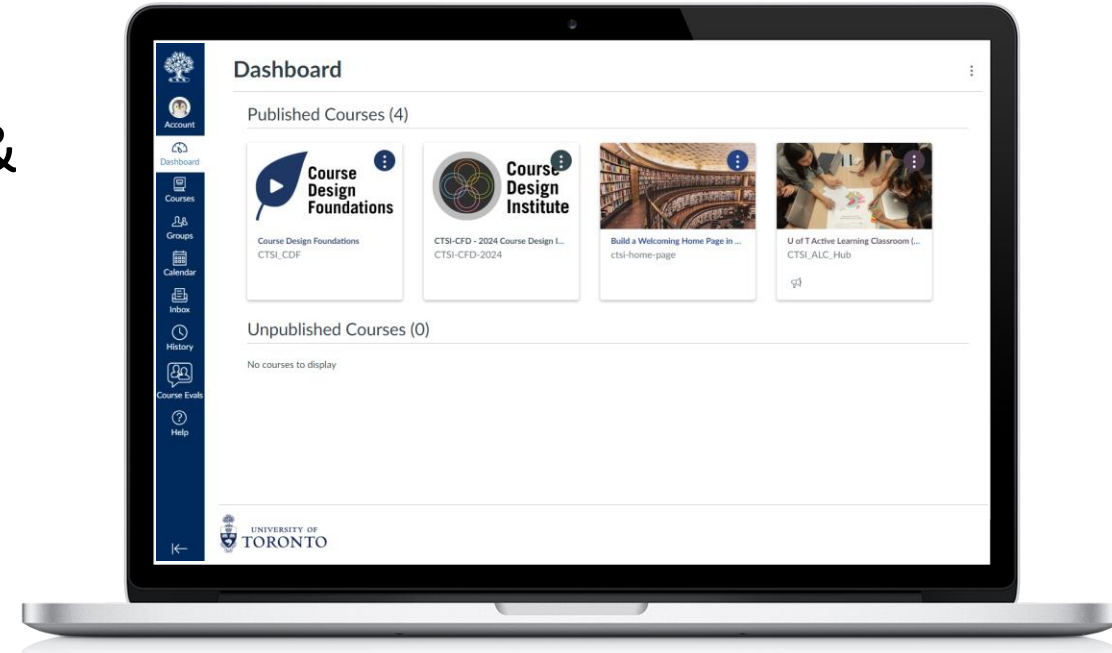 &
Dashboard
Published Courses (4)
Account
Dashboard
Courses
Groups
Calendar
Inbox
History
Course Evals
Help
Course
Design
Foundations
Course Design Foundations
CTSI_CDF
Course
Design
Institute
CTSI-CFD - 2024 Course Design I...
CTSI-CFD-2024
Build a Welcoming Home Page in ...
ctsi-home-page
U of T Active Learning Classroom (...
CTSI_ALC_Hub
Unpublished Courses (0)
No courses to display
UNIVERSITY OF
TORONTO